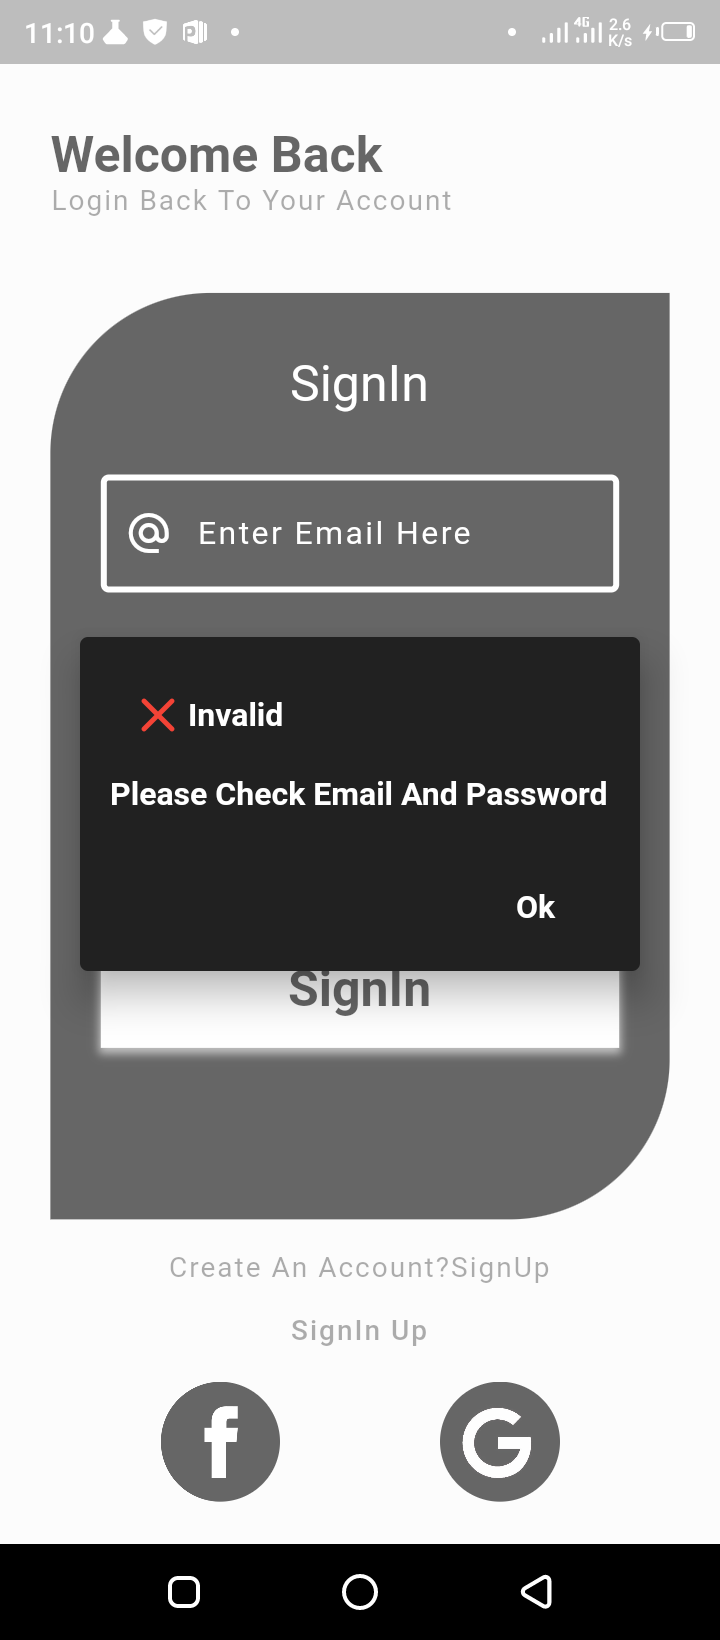 11:10 4G 2.6 K/s
Welcome Back
Login Back To Your Account
SignIn
Enter Email Here
Invalid
Please Check Email And Password
Ok
SignIn
Create An Account?SignUp
SignIn Up